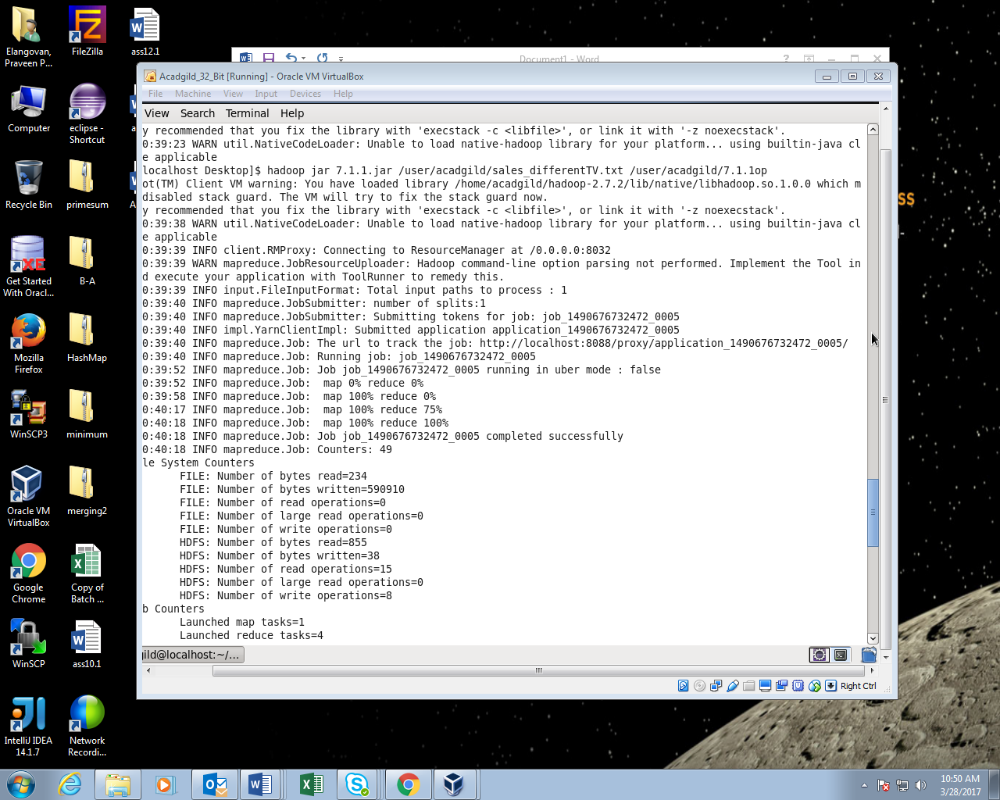 Elangovan,
Praveen P...
FileZilla
ass12.1
Computer
eclipse -
Shortcut
Recycle Bin
primesum
Get Started
With Oracl...
B-A
Mozilla
Firefox
HashMap
WinSCP3
minimum
Oracle VM
VirtualBox
merging2
Google
Chrome
Copy of
Batch ...
WinSCP
ass10.1
IntelliJ IDEA
14.1.7
Network
Recordi...
Document1 - Word
Acadgild_32_Bit [Running] - Oracle VM VirtualBox
File Machine View Input Devices Help
View Search Terminal Help
y recommended that you fix the library with 'execstack -c <libfile>', or link it with '-z noexecstack'.
0:39:23 WARN util.NativeCodeLoader: Unable to load native-hadoop library for your platform... using builtin-java cl
e applicable
localhost Desktop]$ hadoop jar 7.1.1.jar /user/acadgild/sales_differentTV.txt /user/acadgild/7.1.1op
ot(TM) Client VM warning: You have loaded library /home/acadgild/hadoop-2.7.2/lib/native/libhadoop.so.1.0.0 which m
disabled stack guard. The VM will try to fix the stack guard now.
y recommended that you fix the library with 'execstack -c <libfile>', or link it with '-z noexecstack'.
0:39:38 WARN util.NativeCodeLoader: Unable to load native-hadoop library for your platform... using builtin-java cl
e applicable
0:39:39 INFO client.RMProxy: Connecting to ResourceManager at /0.0.0.0:8032
0:39:39 WARN mapreduce.JobResourceUploader: Hadoop command-line option parsing not performed. Implement the Tool in
d execute your application with ToolRunner to remedy this.
0:39:39 INFO input.FileInputFormat: Total input paths to process : 1
0:39:40 INFO mapreduce.JobSubmitter: number of splits:1
0:39:40 INFO mapreduce.JobSubmitter: Submitting tokens for job: job_1490676732472_0005
0:39:40 INFO impl.YarnClientImpl: Submitted application application_1490676732472_0005
0:39:40 INFO mapreduce.Job: The url to track the job: http://localhost:8088/proxy/application_1490676732472_0005/
0:39:40 INFO mapreduce.Job: Running job: job_1490676732472_0005
0:39:52 INFO mapreduce.Job: Job job_1490676732472_0005 running in uber mode : false
0:39:52 INFO mapreduce.Job:  map 0% reduce 0%
0:39:58 INFO mapreduce.Job:  map 100% reduce 0%
0:40:17 INFO mapreduce.Job:  map 100% reduce 75%
0:40:18 INFO mapreduce.Job:  map 100% reduce 100%
0:40:18 INFO mapreduce.Job: Job job_1490676732472_0005 completed successfully
0:40:18 INFO mapreduce.Job: Counters: 49
le System Counters
FILE: Number of bytes read=234
FILE: Number of bytes written=590910
FILE: Number of read operations=0
FILE: Number of large read operations=0
FILE: Number of write operations=0
HDFS: Number of bytes read=855
HDFS: Number of bytes written=38
HDFS: Number of read operations=15
HDFS: Number of large read operations=0
HDFS: Number of write operations=8
b Counters
Launched map tasks=1
Launched reduce tasks=4
gild@localhost:~/...
Right Ctrl
SS
10:50 AM
3/28/2017